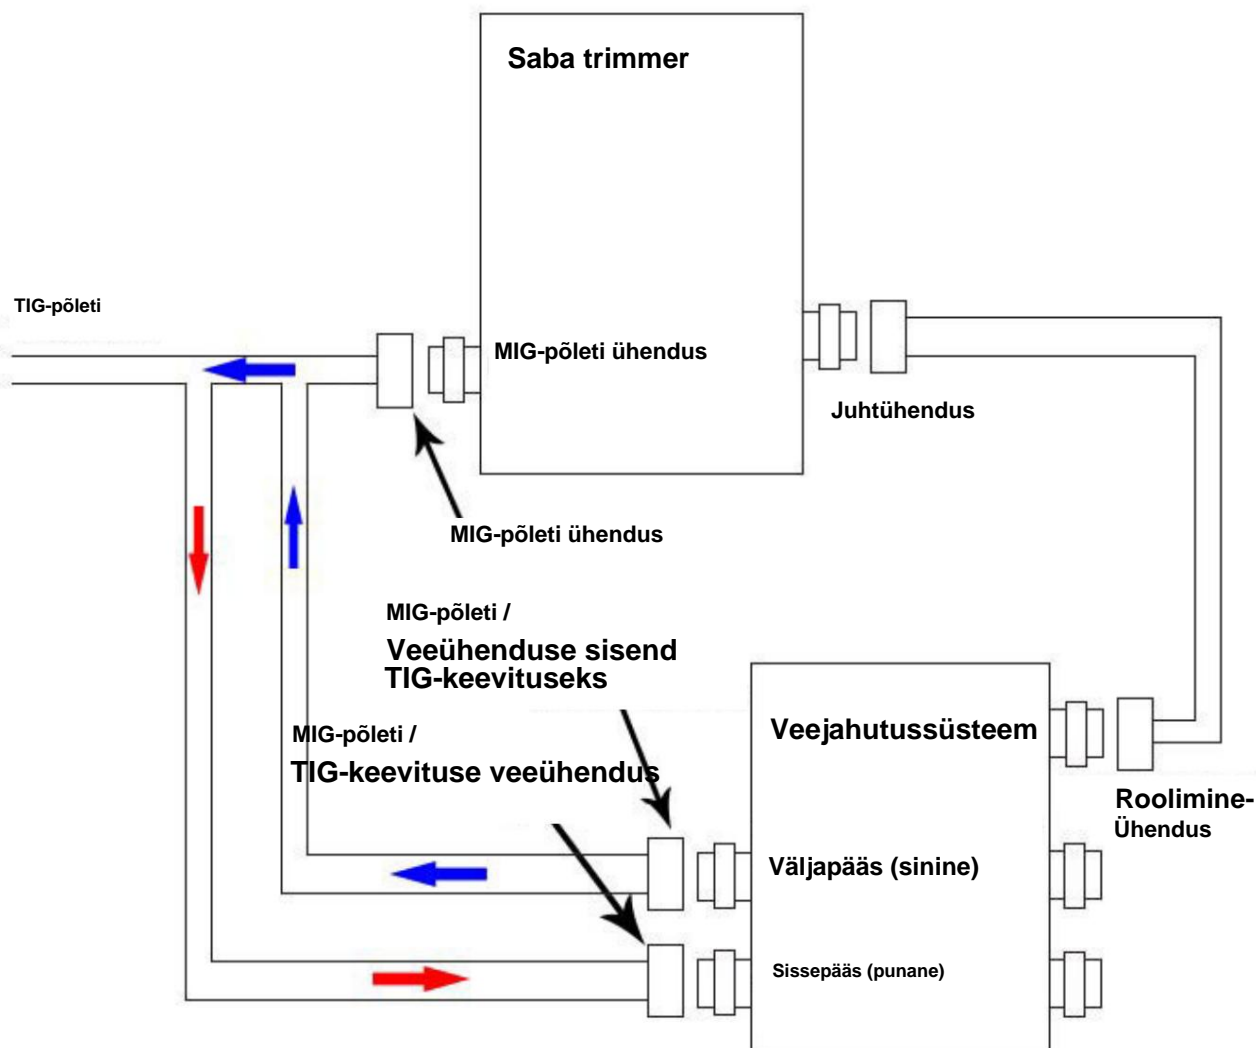 Saba trimmer
TIG-põleti
MIG-põleti ühendus
Juhtühendus
MIG-põleti ühendus
MIG-põleti /
Veeühenduse sisend
TIG-keevituseks
MIG-põleti /
TIG-keevituse veeühendus
Veejahutussüsteem
Roolimine-
Ühendus
Väljapääs (sinine)
Sissepääs (punane)